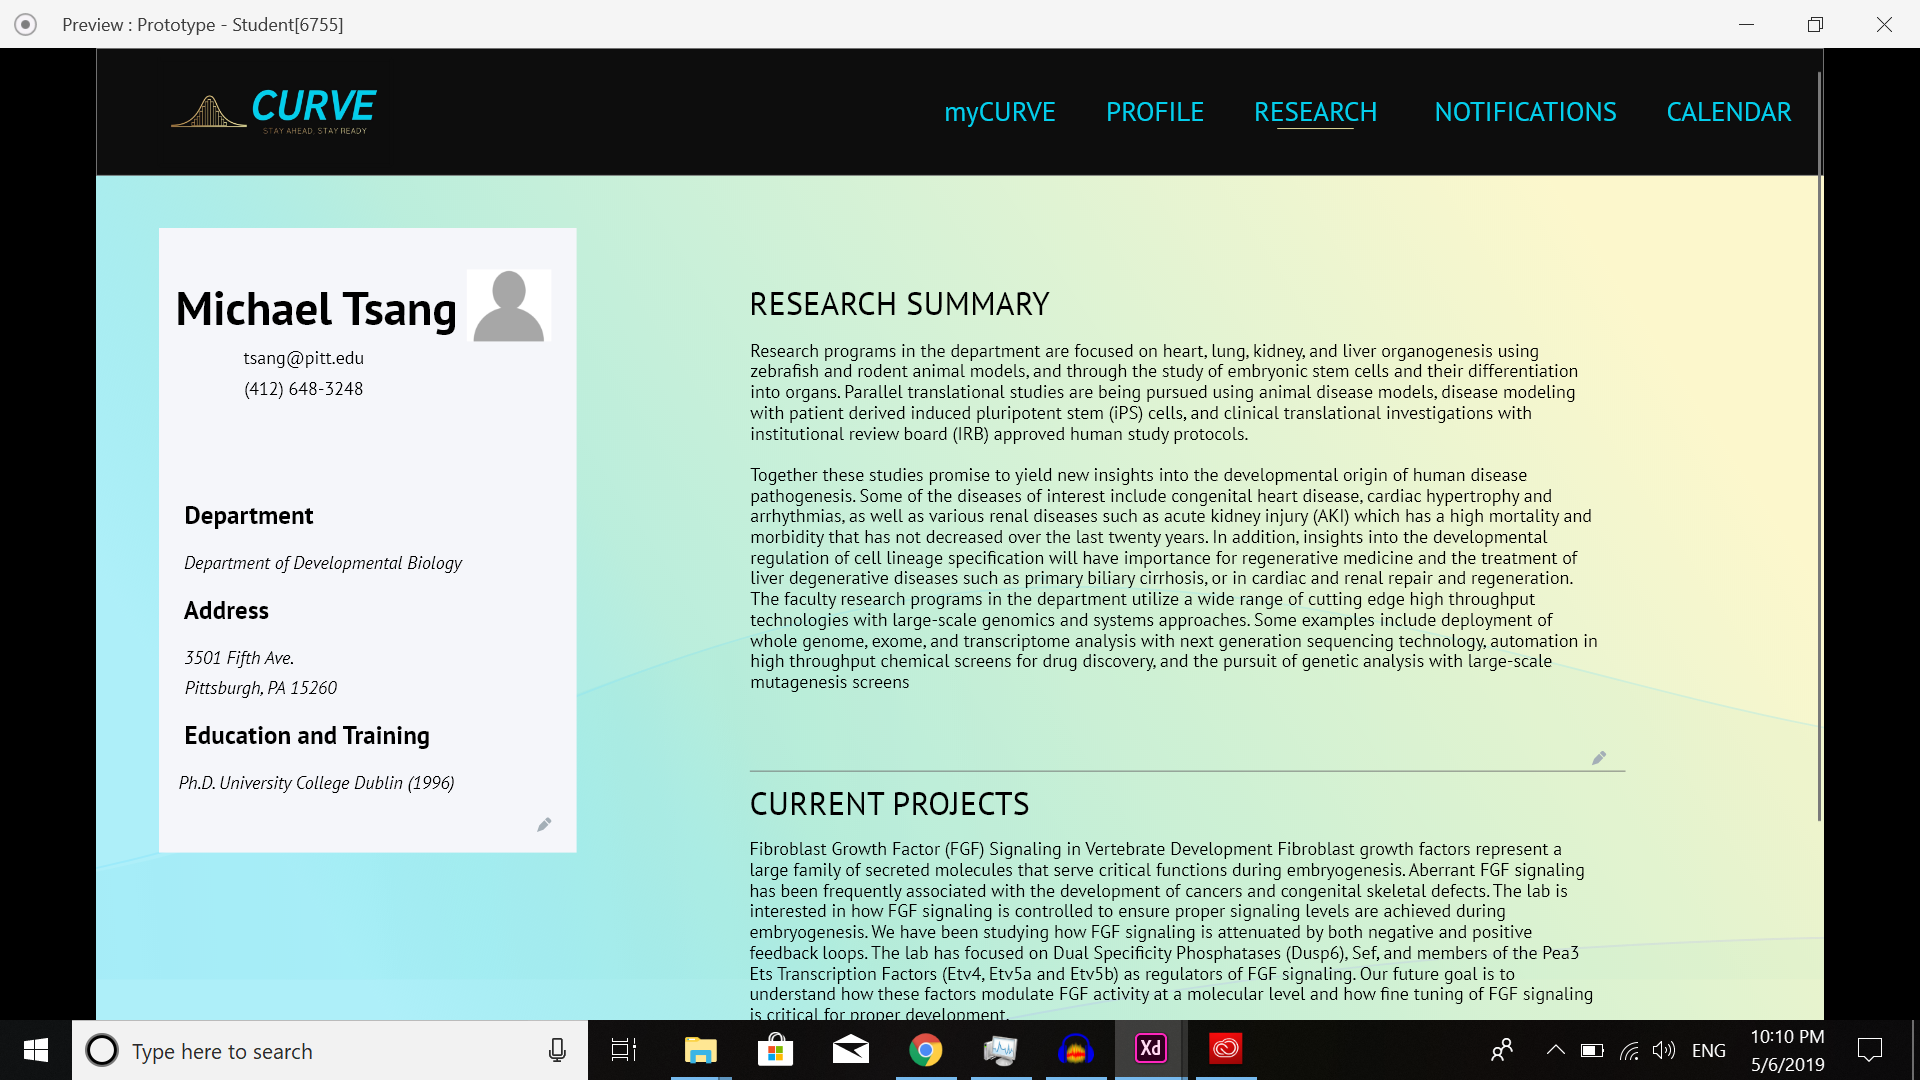 Preview : Prototype - Student[6755]
CURVE
STAY AHEAD. STAY READY
myCURVE PROFILE RESEARCH NOTIFICATIONS CALENDAR
Michael Tsang
tsang@pitt.edu
(412) 648-3248
Department
Department of Developmental Biology
Address
3501 Fifth Ave.
Pittsburgh, PA 15260
Education and Training
Ph.D. University College Dublin (1996)
RESEARCH SUMMARY
Research programs in the department are focused on heart, lung, kidney, and liver organogenesis using
zebrafish and rodent animal models, and through the study of embryonic stem cells and their differentiation
into organs. Parallel translational studies are being pursued using animal disease models, disease modeling
with patient derived induced pluripotent stem (iPS) cells, and clinical translational investigations with
institutional review board (IRB) approved human study protocols.
Together these studies promise to yield new insights into the developmental origin of human disease
pathogenesis. Some of the diseases of interest include congenital heart disease, cardiac hypertrophy and
arrhythmias, as well as various renal diseases such as acute kidney injury (AKI) which has a high mortality and
morbidity that has not decreased over the last twenty years. In addition, insights into the developmental
regulation of cell lineage specification will have importance for regenerative medicine and the treatment of
liver degenerative diseases such as primary biliary cirrhosis, or in cardiac and renal repair and regeneration.
The faculty research programs in the department utilize a wide range of cutting edge high throughput
technologies with large-scale genomics and systems approaches. Some examples include deployment of
whole genome, exome, and transcriptome analysis with next generation sequencing technology, automation in
high throughput chemical screens for drug discovery, and the pursuit of genetic analysis with large-scale
mutagenesis screens
CURRENT PROJECTS
Fibroblast Growth Factor (FGF) Signaling in Vertebrate Development Fibroblast growth factors represent a
large family of secreted molecules that serve critical functions during embryogenesis. Aberrant FGF signaling
has been frequently associated with the development of cancers and congenital skeletal defects. The lab is
interested in how FGF signaling is controlled to ensure proper signaling levels are achieved during
embryogenesis. We have been studying how FGF signaling is attenuated by both negative and positive
feedback loops. The lab has focused on Dual Specificity Phosphatases (Dusp6), Sef, and members of the Pea3
Ets Transcription Factors (Etv4, Etv5a and Etv5b) as regulators of FGF signaling. Our future goal is to
understand how these factors modulate FGF activity at a molecular level and how fine tuning of FGF signaling
is critical for proper development.
Type here to search
Xd
ENG
10:10 PM
5/6/2019